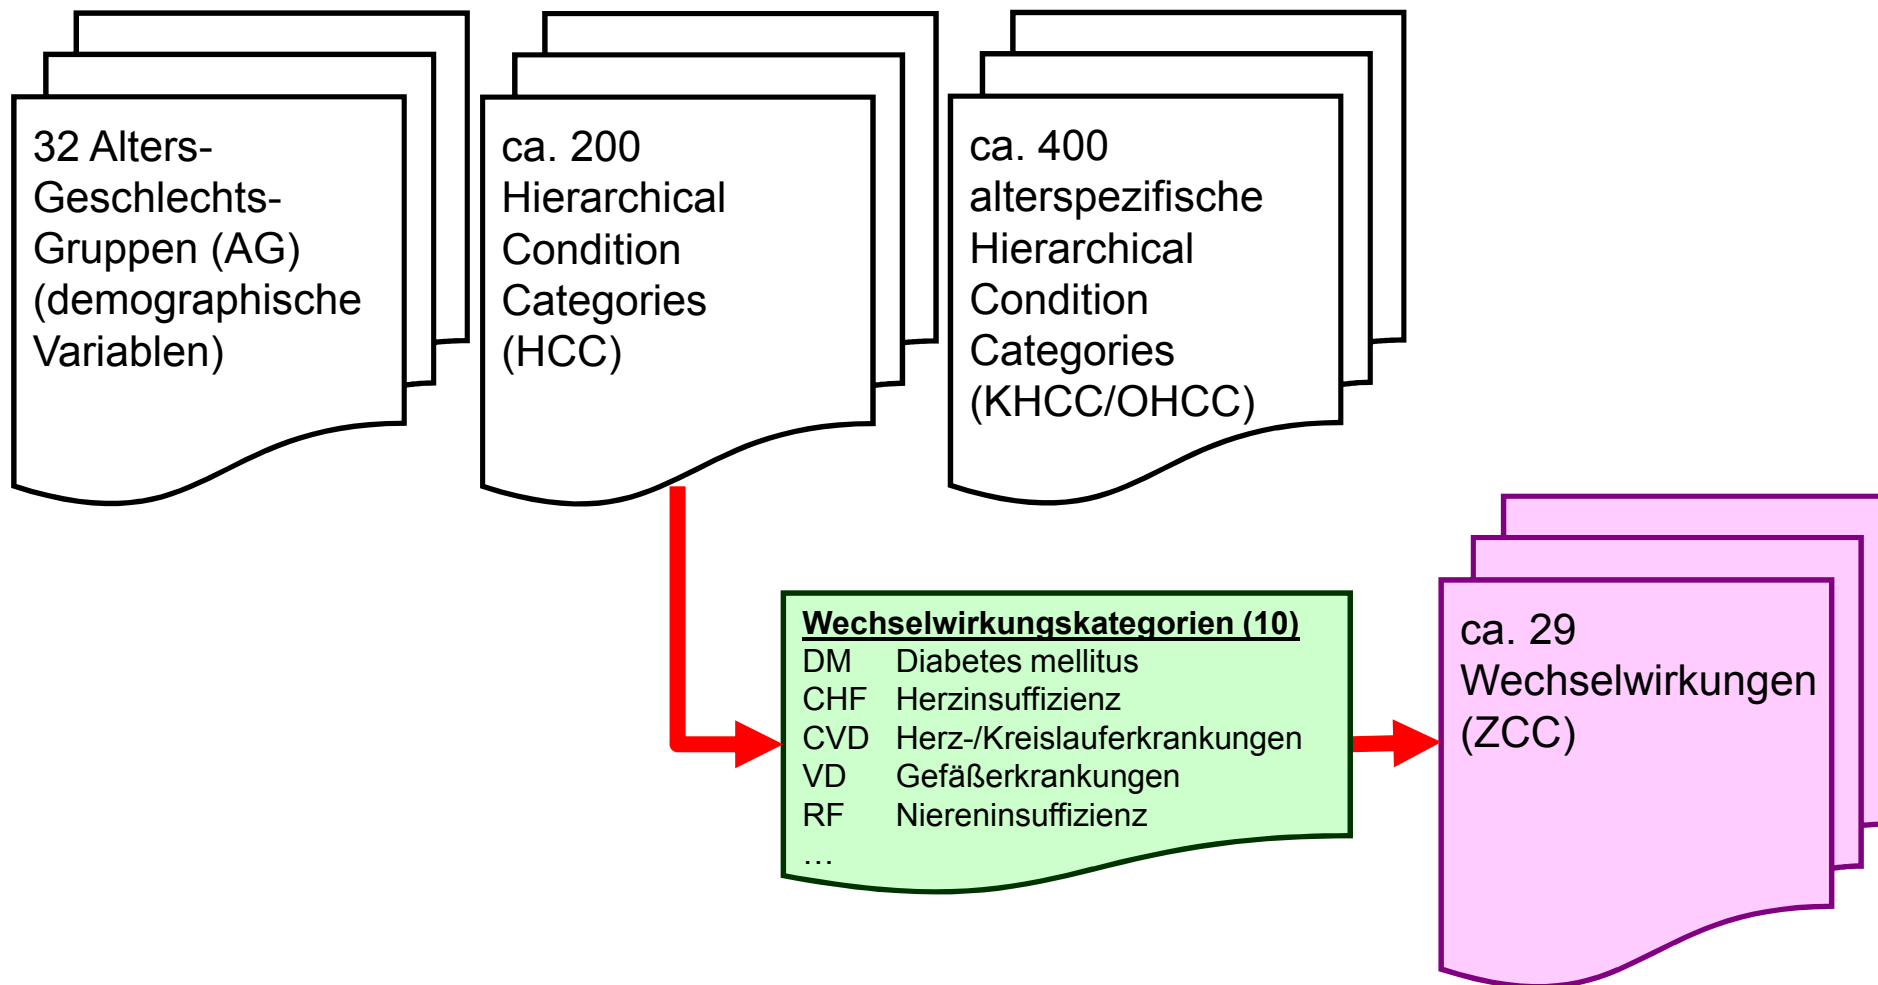 32 Alters-
Geschlechts-
Gruppen (AG)
(demographische
Variablen)
ca. 200
Hierarchical
Condition
Categories
(HCC)
ca. 400
alterspezifische
Hierarchical
Condition
Categories
(KHCC/OHCC)
Wechselwirkungskategorien (10)
DM Diabetes mellitus
CHF Herzinsuffizienz
CVD Herz-/Kreislauferkrankungen
VD Gefäßerkrankungen
RF Niereninsuffizienz
…
ca. 29
Wechselwirkungen
(ZCC)